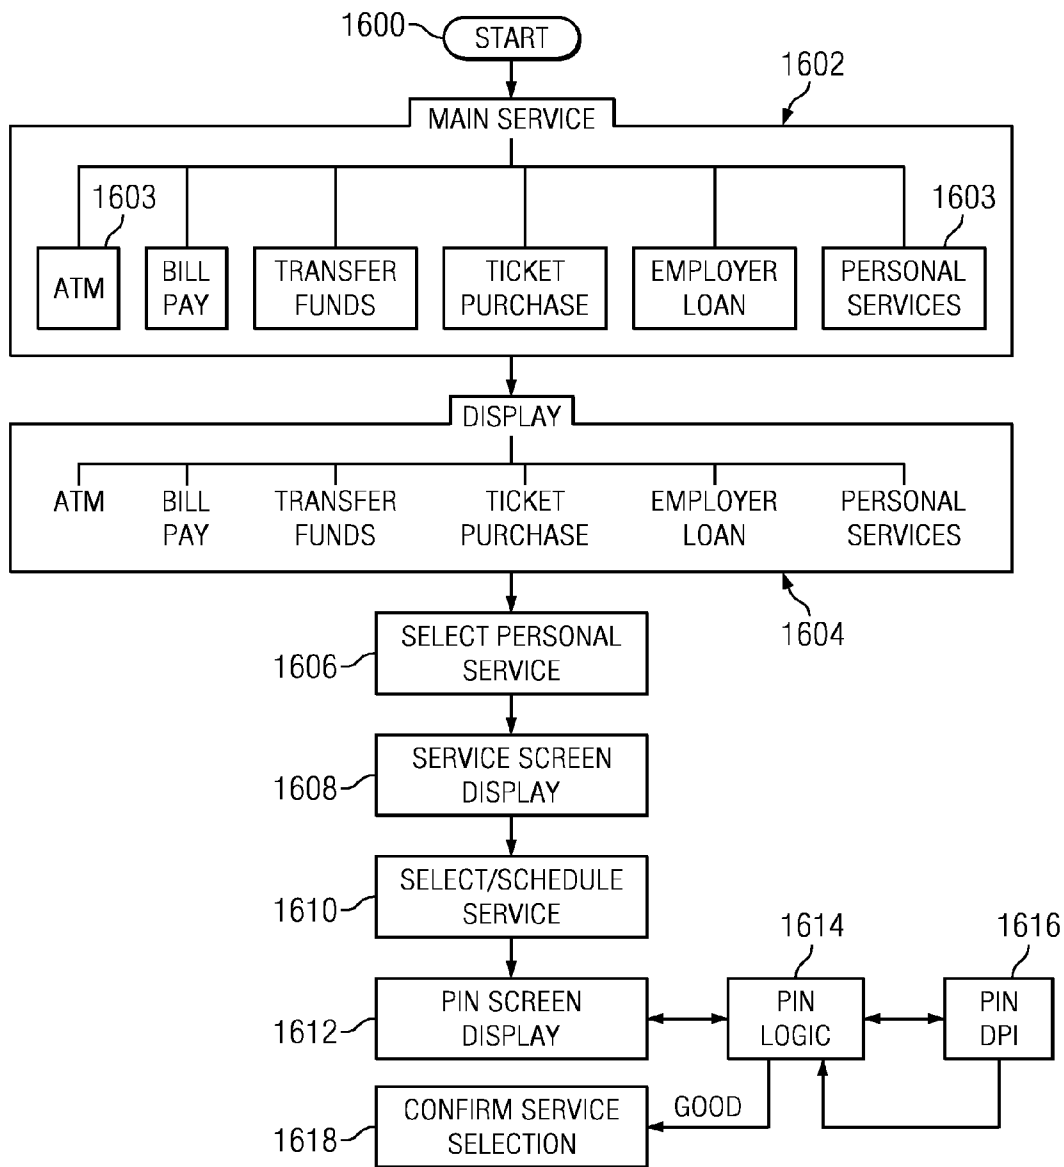 1600
START
1602
MAIN SERVICE
1603
1603
ATM
BILL
PAY
TRANSFER
FUNDS
TICKET
PURCHASE
EMPLOYER
LOAN
PERSONAL
SERVICES
DISPLAY
ATM
BILL
PAY
TRANSFER
FUNDS
TICKET
PURCHASE
EMPLOYER
LOAN
PERSONAL
SERVICES
1604
1606
SELECT PERSONAL
SERVICE
1608
SERVICE SCREEN
DISPLAY
1610
SELECT/SCHEDULE
SERVICE
1614
1616
1612
PIN SCREEN
DISPLAY
PIN
LOGIC
PIN
DPI
GOOD
1618
CONFIRM SERVICE
SELECTION